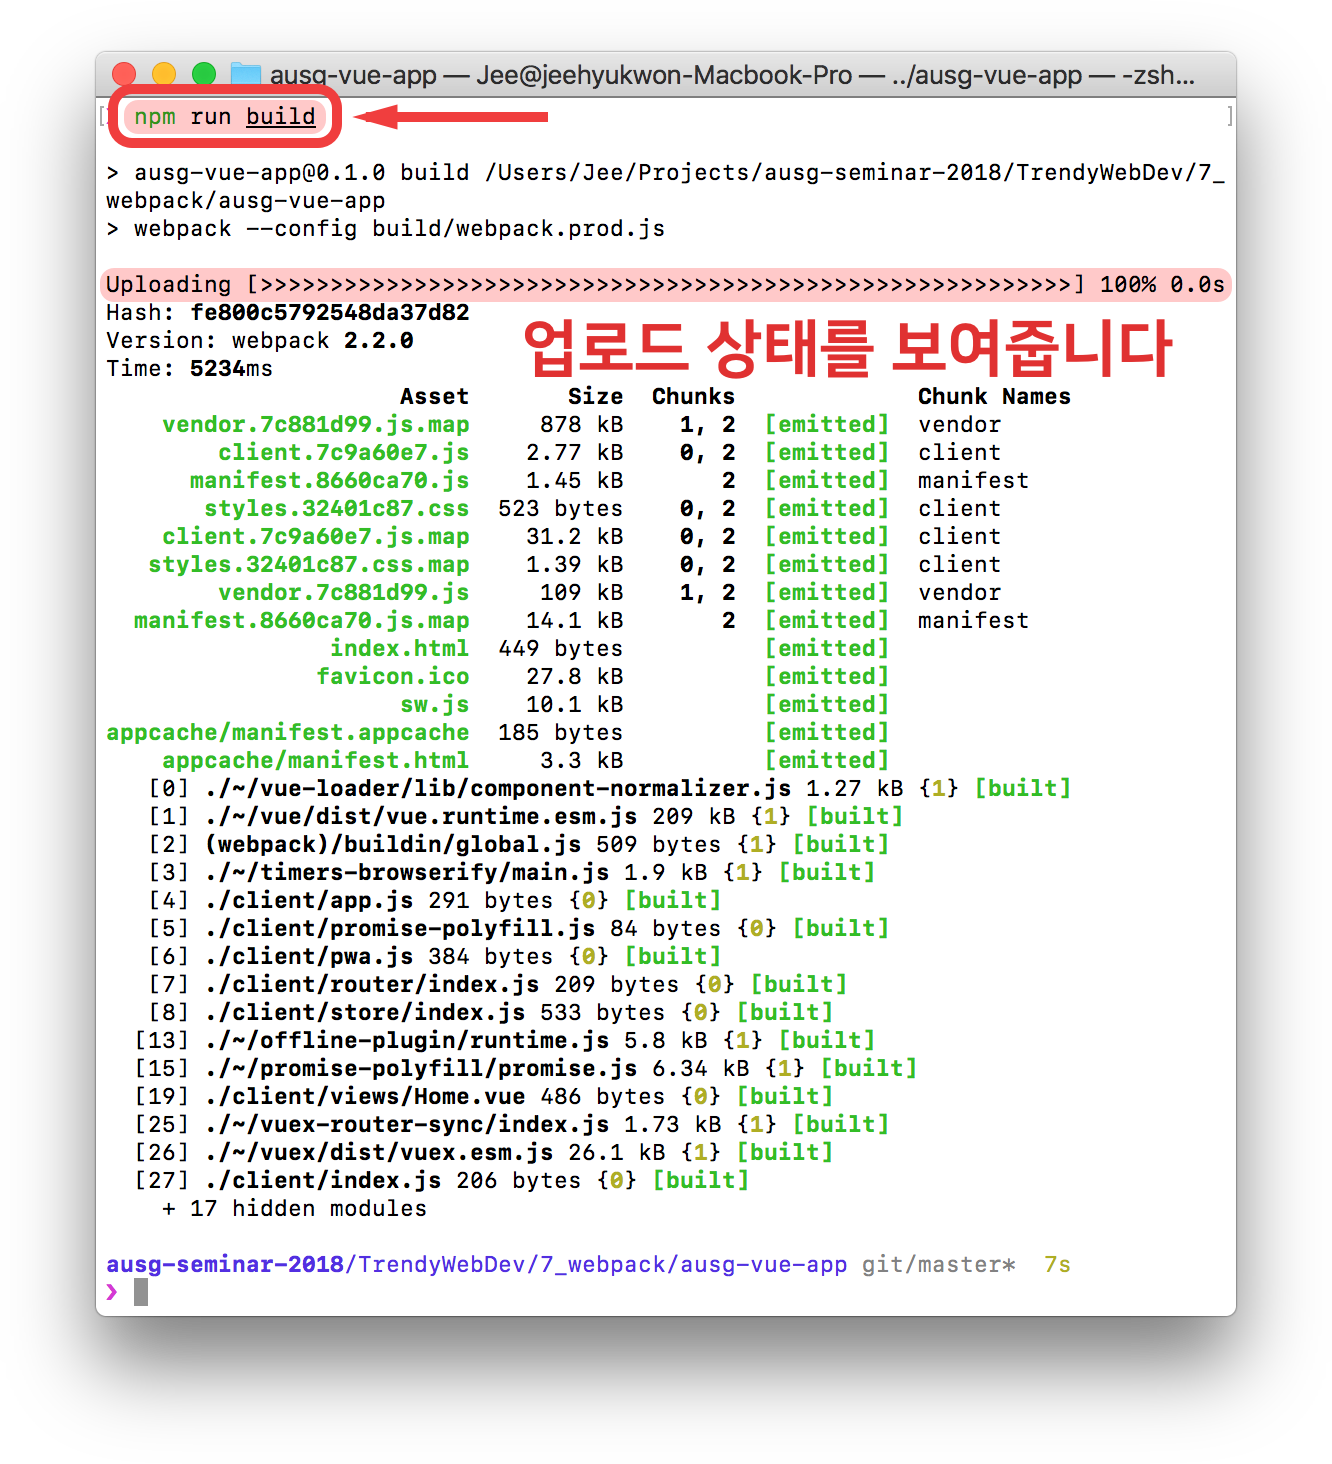 ausg-vue-app — Jee@jeehyukwon-Macbook-Pro — ../ausg-vue-app — -zsh...
npm run build
> ausg-vue-app@0.1.0 build /Users/Jee/Projects/ausg-seminar-2018/TrendyWebDev/7_
webpack/ausg-vue-app
> webpack --config build/webpack.prod.js
Uploading [>>>>>>>>>>>>>>>>>>>>>>>>>>>>>>>>>>>>>>>>>>>>>>>>>>>>>>>>>>] 100% 0.0s
Hash: fe800c5792548da37d82
Version: webpack 2.2.0
Time: 5234ms
업로드 상태를 보여줍니다
Asset Size Chunks Chunk Names
vendor.7c881d99.js.map 878 kB 1, 2 [emitted] vendor
client.7c9a60e7.js 2.77 kB 0, 2 [emitted] client
manifest.8660ca70.js 1.45 kB 2 [emitted] manifest
styles.32401c87.css 523 bytes 0, 2 [emitted] client
client.7c9a60e7.js.map 31.2 kB 0, 2 [emitted] client
styles.32401c87.css.map 1.39 kB 0, 2 [emitted] client
vendor.7c881d99.js 109 kB 1, 2 [emitted] vendor
manifest.8660ca70.js.map 14.1 kB 2 [emitted] manifest
index.html 449 bytes [emitted]
favicon.ico 27.8 kB [emitted]
sw.js 10.1 kB [emitted]
appcache/manifest.appcache 185 bytes [emitted]
appcache/manifest.html 3.3 kB [emitted]
[0] ./~/vue-loader/lib/component-normalizer.js 1.27 kB {1} [built]
[1] ./~/vue/dist/vue.runtime.esm.js 209 kB {1} [built]
[2] (webpack)/buildin/global.js 509 bytes {1} [built]
[3] ./~/timers-browserify/main.js 1.9 kB {1} [built]
[4] ./client/app.js 291 bytes {0} [built]
[5] ./client/promise-polyfill.js 84 bytes {0} [built]
[6] ./client/pwa.js 384 bytes {0} [built]
[7] ./client/router/index.js 209 bytes {0} [built]
[8] ./client/store/index.js 533 bytes {0} [built]
[13] ./~/offline-plugin/runtime.js 5.8 kB {1} [built]
[15] ./~/promise-polyfill/promise.js 6.34 kB {1} [built]
[19] ./client/views/Home.vue 486 bytes {0} [built]
[25] ./~/vuex-router-sync/index.js 1.73 kB {1} [built]
[26] ./~/vuex/dist/vuex.esm.js 26.1 kB {1} [built]
[27] ./client/index.js 206 bytes {0} [built]
+ 17 hidden modules
ausg-seminar-2018/TrendyWebDev/7_webpack/ausg-vue-app git/master* 7s
❯